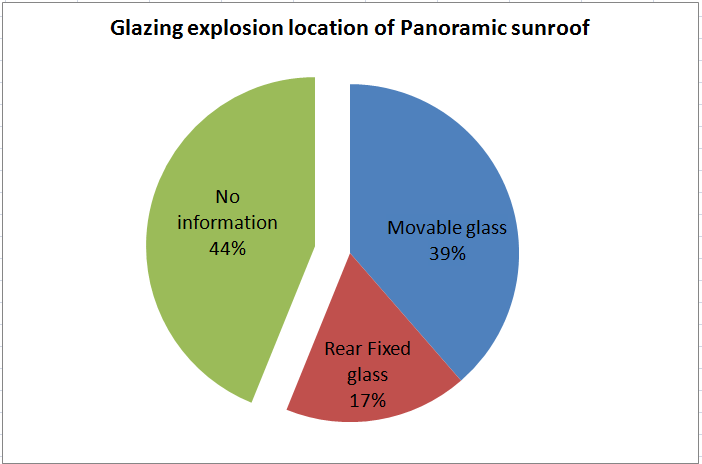 Glazing explosion location of Panoramic sunroof
No
information
44%
Movable glass
39%
Rear Fixed
glass
17%